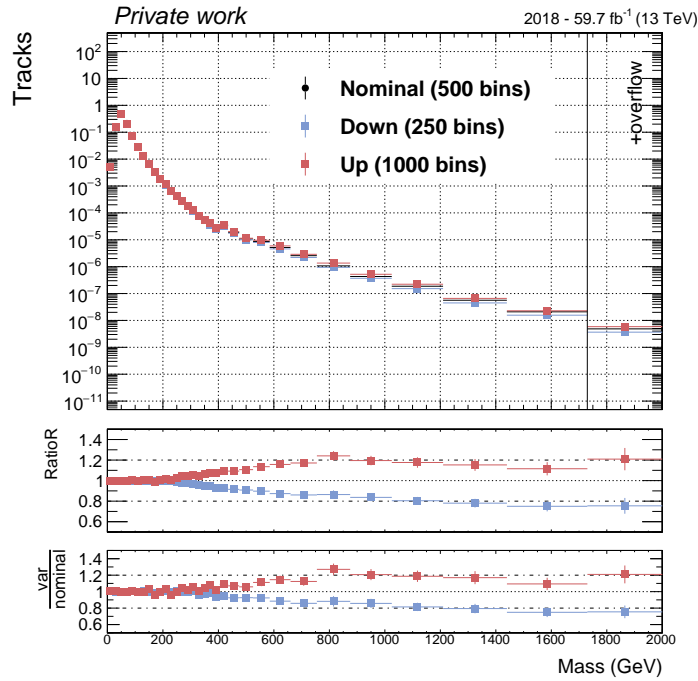 Private work
2018 - 59.7 fb⁻¹ (13 TeV)
Tracks
10²
10
1
10⁻¹
10⁻²
10⁻³
10⁻⁴
10⁻⁵
10⁻⁶
10⁻⁷
10⁻⁸
10⁻⁹
10⁻¹⁰
10⁻¹¹
Nominal (500 bins)
Down (250 bins)
Up (1000 bins)
+overflow
RatioR
1.4
1.2
1
0.8
0.6
var
nominal
1.4
1.2
1
0.8
0.6
0 200 400 600 800 1000 1200 1400 1600 1800 2000
Mass (GeV)